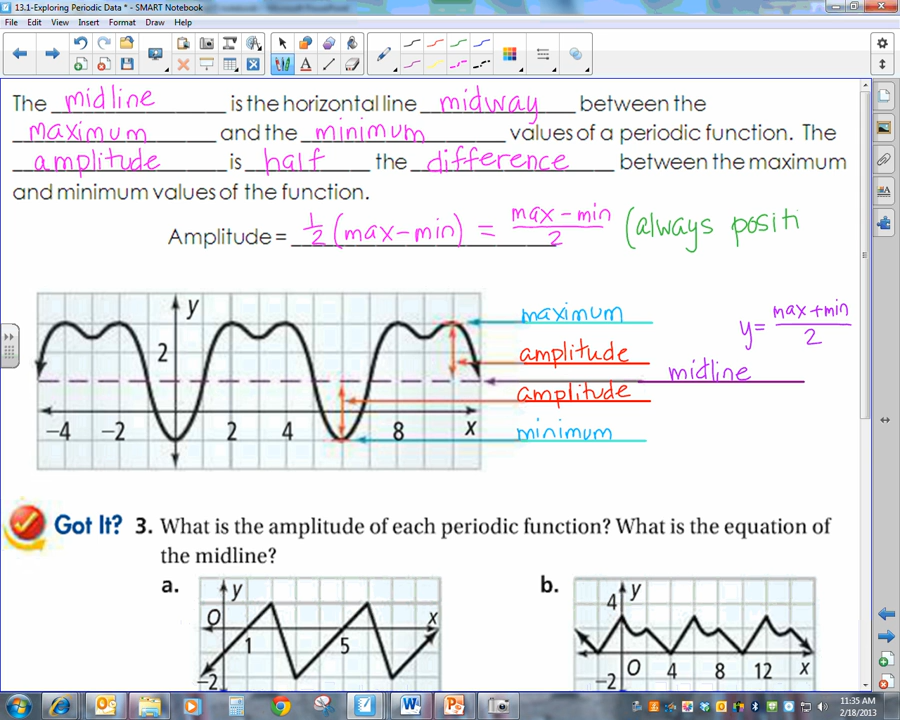 13.1-Exploring Periodic Data * - SMART Notebook
File Edit View Insert Format Draw Help
The midline is the horizontal line midway between the
maximum and the minimum values of a periodic function. The
amplitude is half the difference between the maximum
and minimum values of the function.
Amplitude = 1/2 (max-min) = max-min/2 (always positi
y
maximum
y= max+min/2
2
amplitude
midline
amplitude
-4 -2 2 4 8 x
minimum
Got It? 3. What is the amplitude of each periodic function? What is the equation of
the midline?
a. y
O 1 5 x
-2
b. 4 y
-2 O 4 8 12 x
11:35 AM
2/18/2013